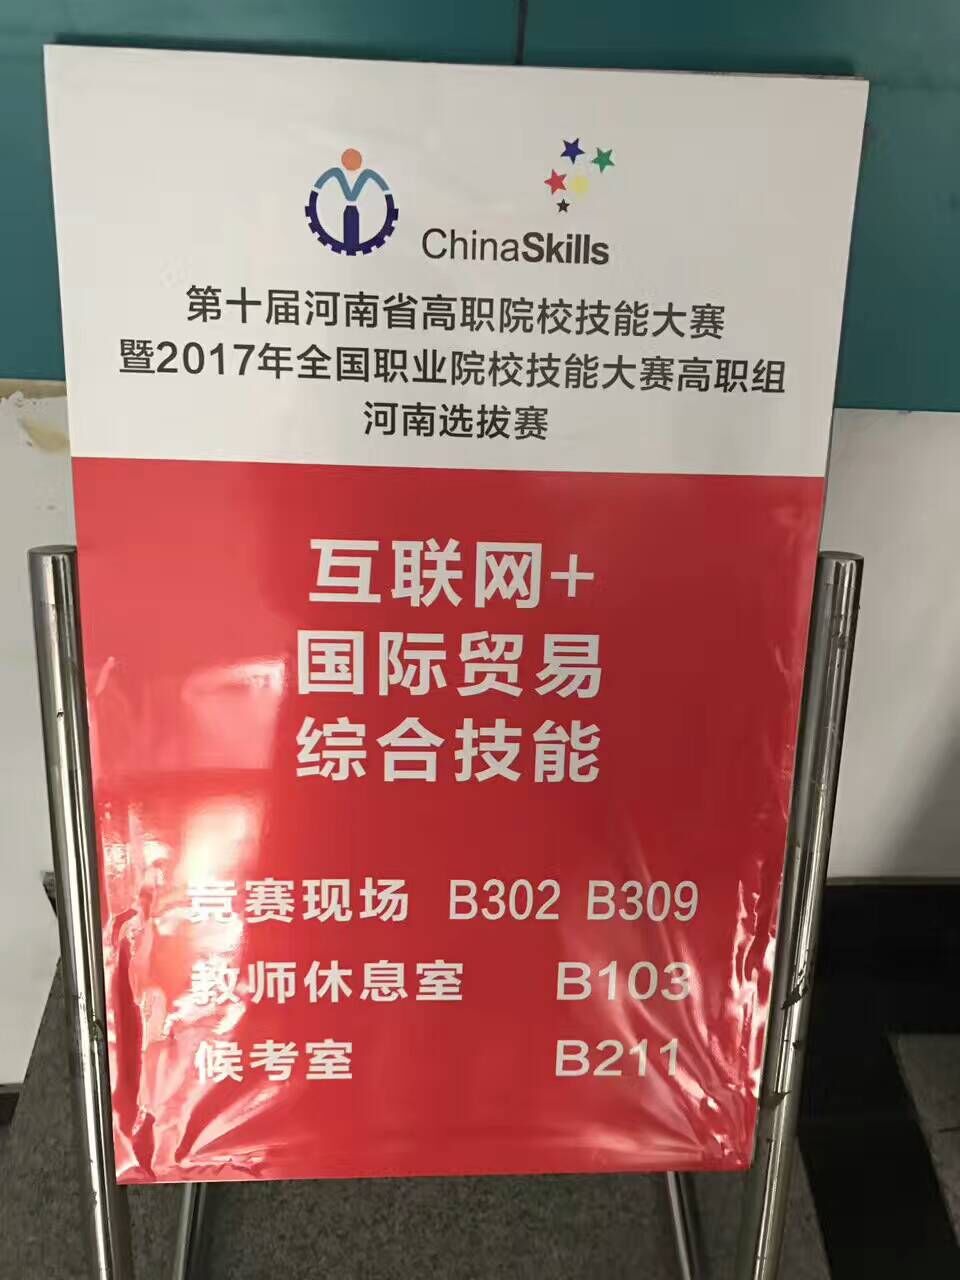 ChinaSkills
第十届河南省高职院校技能大赛
暨2017年全国职业院校技能大赛高职组
河南选拔赛
互联网+
国际贸易
综合技能
竞赛现场 B302 B309
教师休息室 B103
候考室 B211